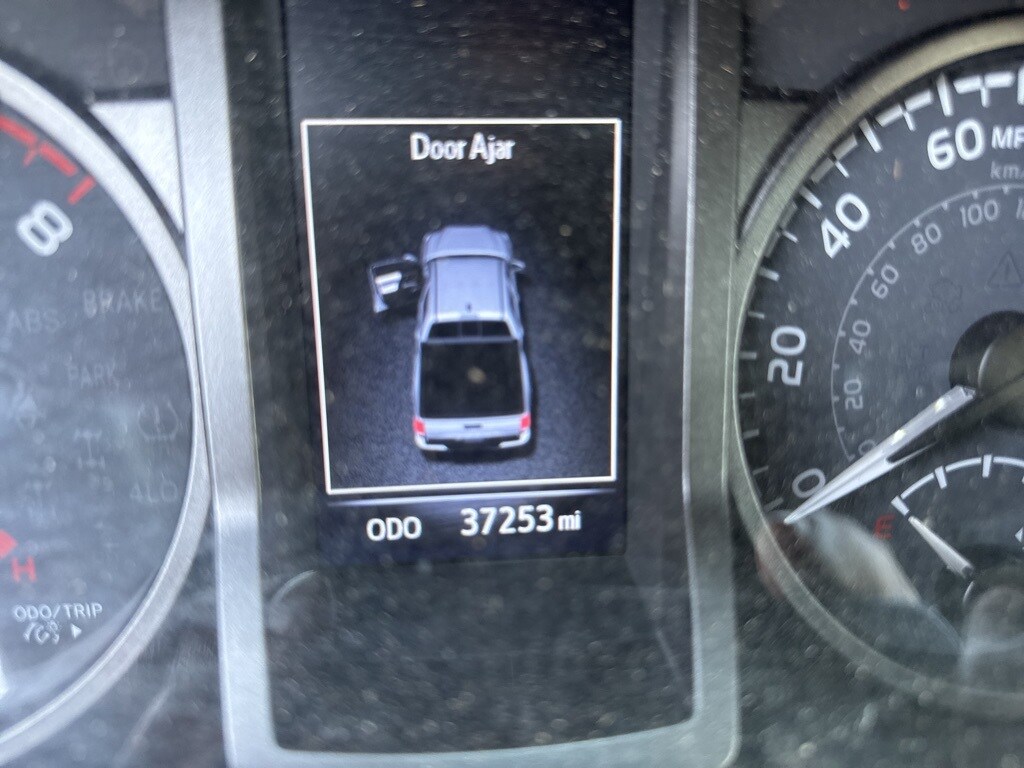 Door Ajar
ODO 37253 mi
8
ABS
BRAKE
PARK
4LO
H
ODO/TRIP
60
40
20
0
100
80
60
40
20